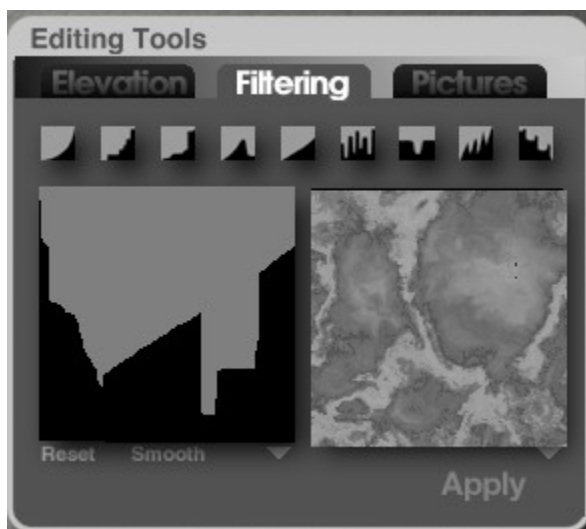 Editing Tools
Elevation Filtering Pictures
Reset Smooth
Apply